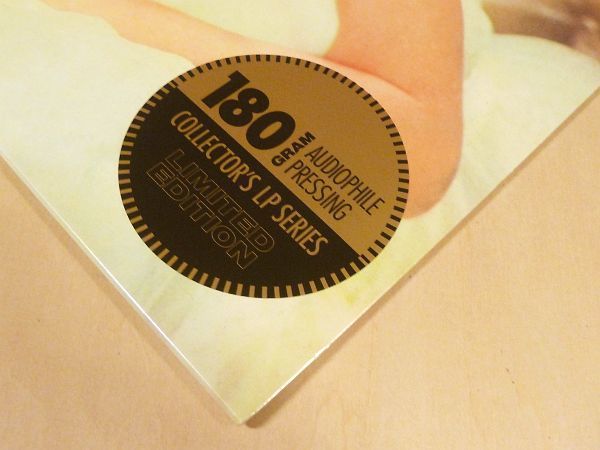 180 GRAM
AUDIOPHILE
PRESSING
COLLECTOR'S LP SERIES
LIMITED
EDITION